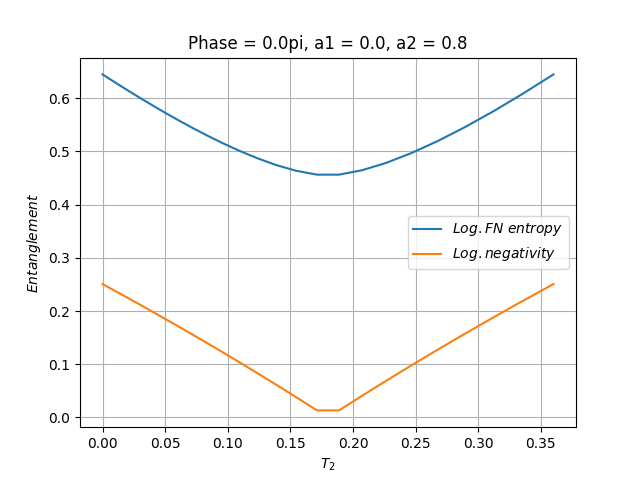 Phase = 0.0pi, a1 = 0.0, a2 = 0.8
Entanglement
0.6
0.5
0.4
0.3
0.2
0.1
0.0
Log. FN entropy
Log. negativity
0.00 0.05 0.10 0.15 0.20 0.25 0.30 0.35
T₂